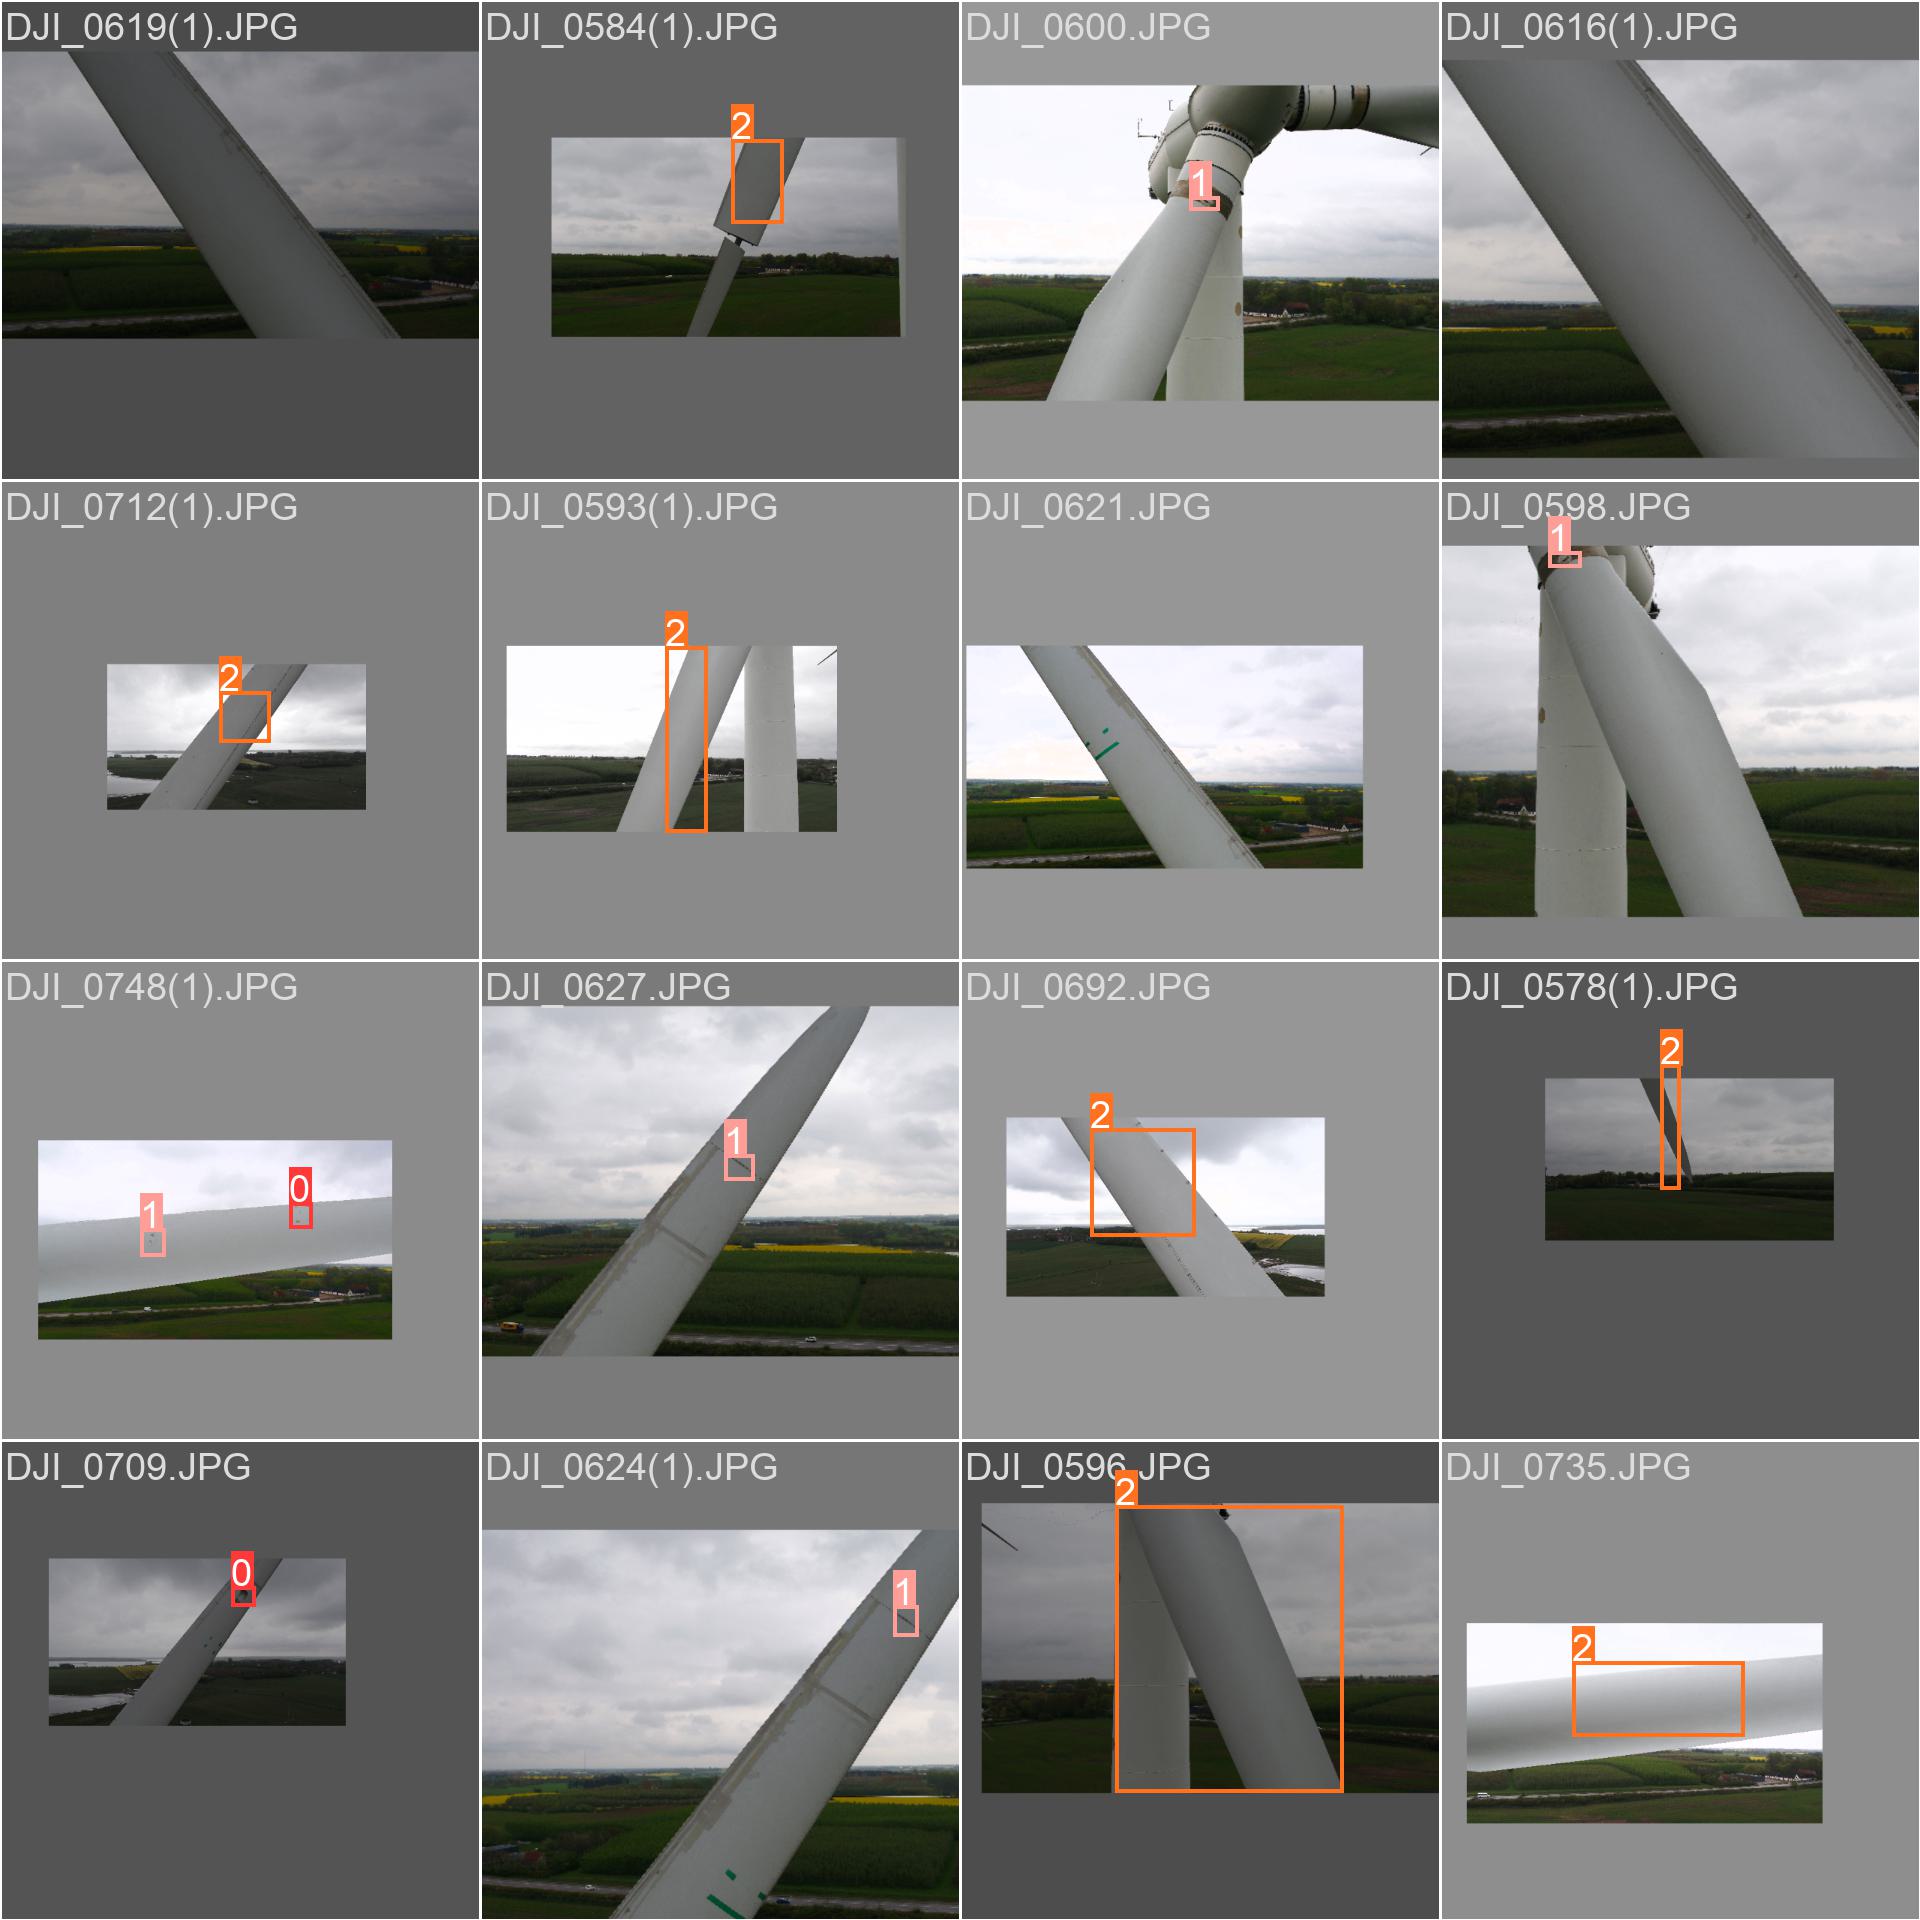 DJI_0619(1).JPG
DJI_0584(1).JPG
DJI_0600.JPG
DJI_0616(1).JPG
2
1
DJI_0712(1).JPG
DJI_0593(1).JPG
DJI_0621.JPG
DJI_0598.JPG
2
2
1
DJI_0748(1).JPG
DJI_0627.JPG
DJI_0692.JPG
DJI_0578(1).JPG
1
0
1
2
2
DJI_0709.JPG
DJI_0624(1).JPG
DJI_0596.JPG
DJI_0735.JPG
0
1
2
2